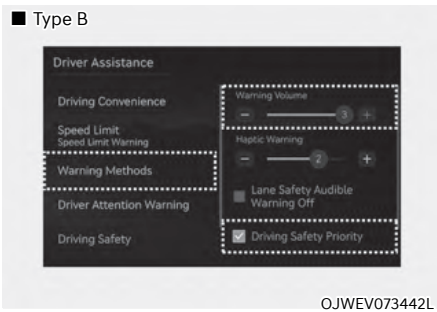 ■ Type B
Driver Assistance
Driving Convenience
Speed Limit
Speed Limit Warning
Warning Methods
Driver Attention Warning
Driving Safety
Warning Volume
− 3 +
Haptic Warning
− 2 +
Lane Safety Audible
Warning Off
Driving Safety Priority
OJWEV073442L